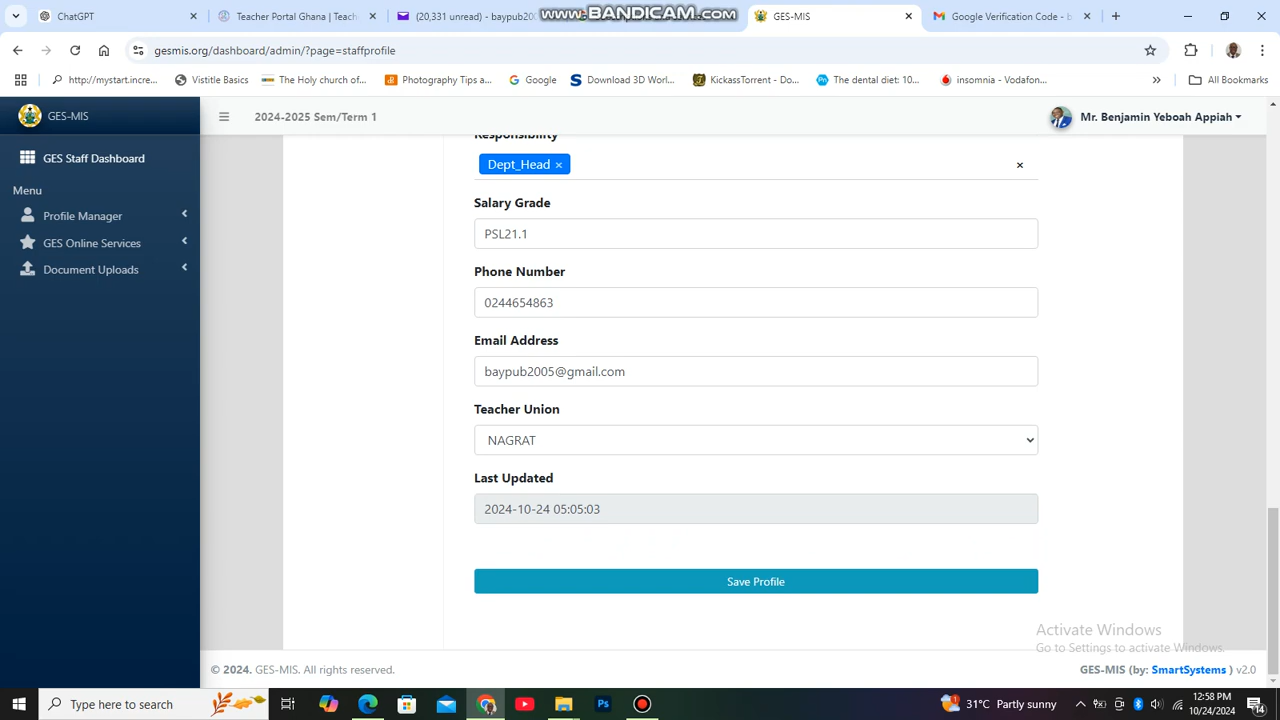 ChatGPT
Teacher Portal Ghana | Teach
(20,331 unread) - baypub200
www.BANDICAM.com
GES-MIS
Google Verification Code - b
gesmis.org/dashboard/admin/?page=staffprofile
http://mystart.incre...
Vistitle Basics
The Holy church of...
Photography Tips a...
Google
Download 3D Worl...
KickassTorrent - Do...
The dental diet: 10...
insomnia - Vodafon...
All Bookmarks
GES-MIS
2024-2025 Sem/Term 1
Mr. Benjamin Yeboah Appiah
GES Staff Dashboard
Menu
Profile Manager
GES Online Services
Document Uploads
Responsibility
Dept_Head ×
×
Salary Grade
PSL21.1
Phone Number
0244654863
Email Address
baypub2005@gmail.com
Teacher Union
NAGRAT
Last Updated
2024-10-24 05:05:03
Save Profile
Activate Windows
Go to Settings to activate Windows.
© 2024. GES-MIS. All rights reserved.
GES-MIS (by: SmartSystems ) v2.0
Type here to search
31°C Partly sunny
12:58 PM
10/24/2024
14